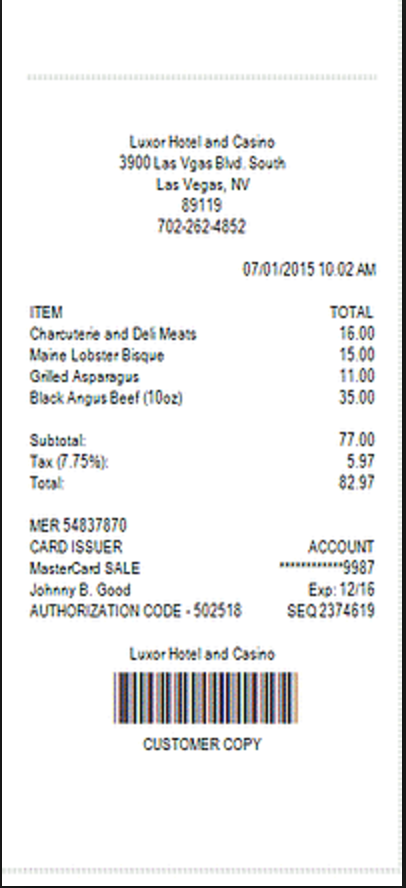 Luxor Hotel and Casino
3900 Las Vgas Blvd. South
Las Vegas, NV
89119
702-262-4852
07/01/2015 10:02 AM
ITEM TOTAL
Charcuterie and Deli Meats 16.00
Maine Lobster Bisque 15.00
Grilled Asparagus 11.00
Black Angus Beef (10oz) 35.00
Subtotal: 77.00
Tax (7.75%): 5.97
Total: 82.97
MER 54837870
CARD ISSUER ACCOUNT
MasterCard SALE ************9987
Johnny B. Good Exp: 12/16
AUTHORIZATION CODE - 502518 SEQ 2374619
Luxor Hotel and Casino
CUSTOMER COPY